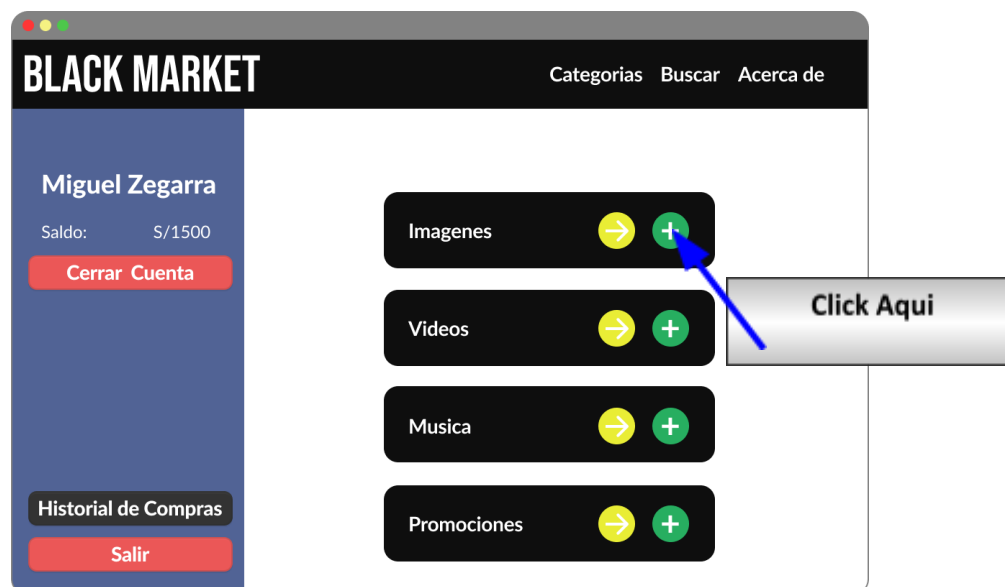 BLACK MARKET
Categorias Buscar Acerca de
Miguel Zegarra
Saldo: S/1500
Cerrar Cuenta
Imagenes
Click Aqui
Videos
Musica
Historial de Compras
Promociones
Salir